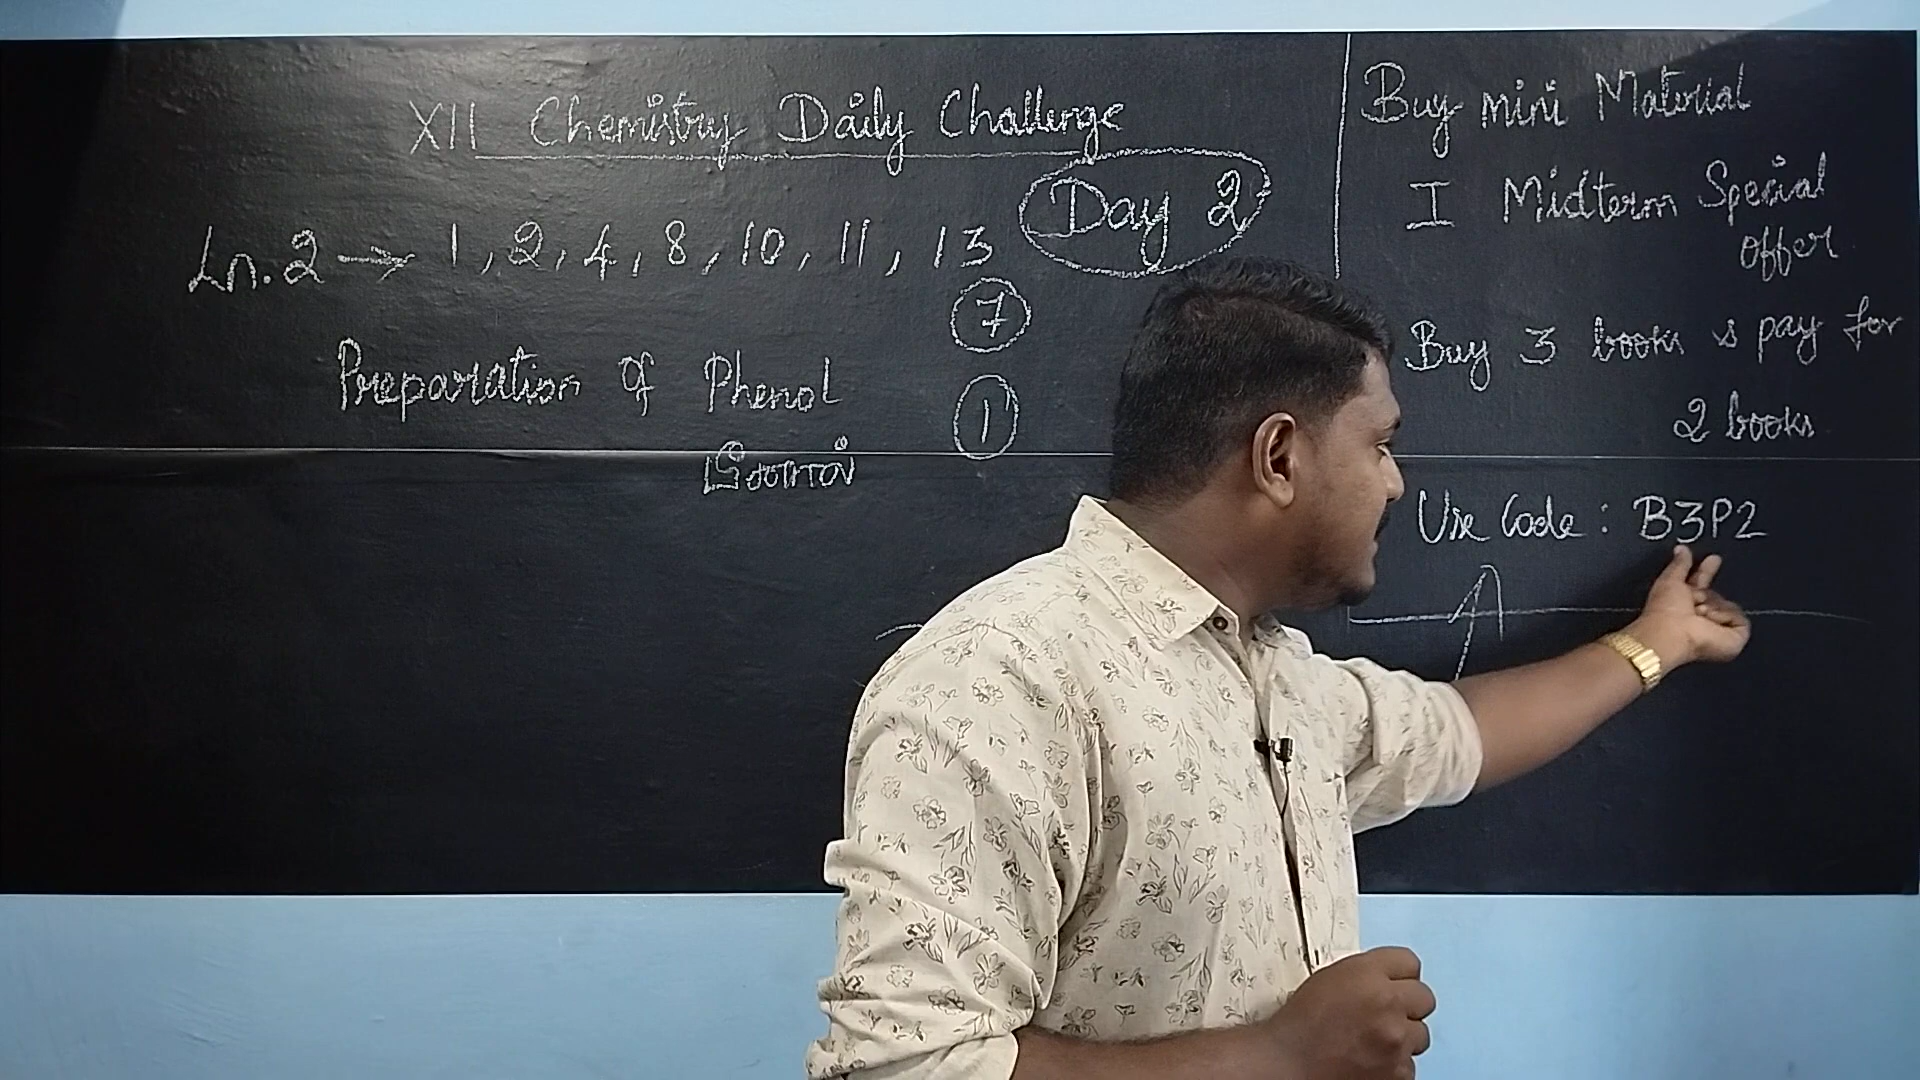 XII Chemistry Daily Challenge
Day 2
Ln.2 → 1, 2, 4, 8, 10, 11, 13
7
Preparation of Phenol
1
பீனால்
Buy mini Material
I Midterm Special
offer
Buy 3 books & pay for
2 books
Use Code : B3P2